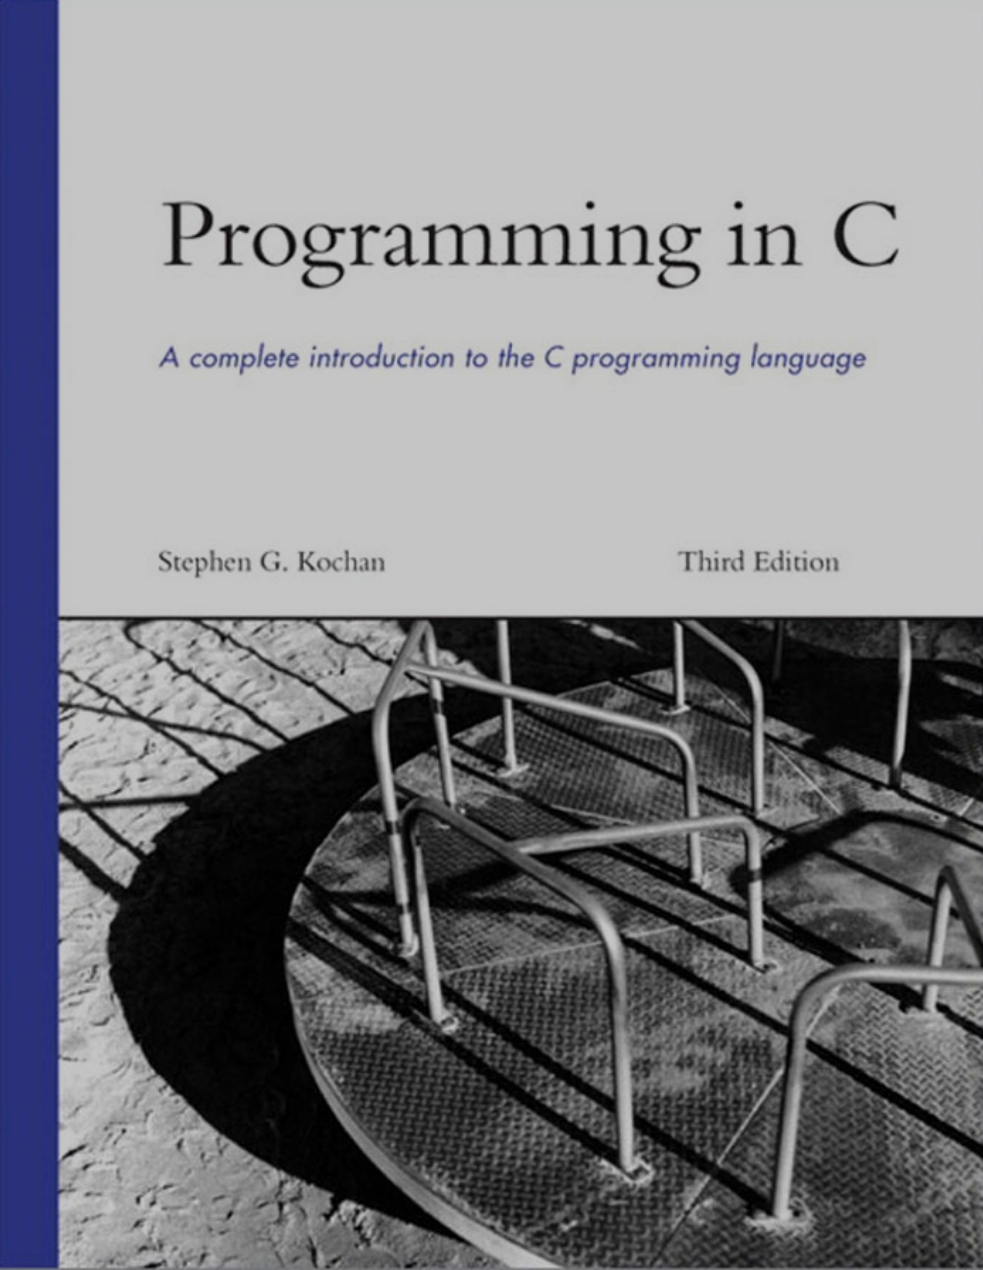 Programming in C
A complete introduction to the C programming language
Stephen G. Kochan Third Edition